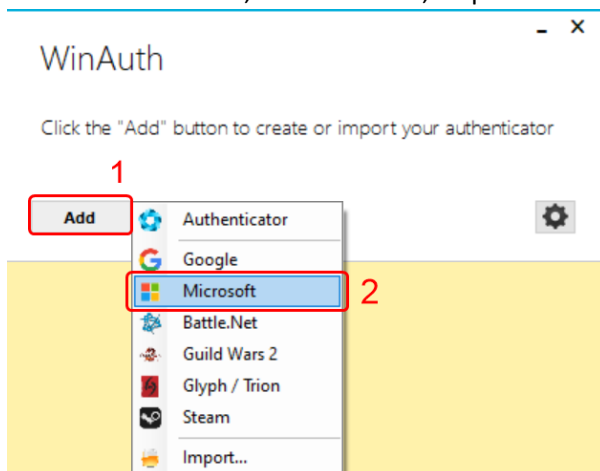 WinAuth
Click the "Add" button to create or import your authenticator
1
Add
Authenticator
Google
Microsoft
2
Battle.Net
Guild Wars 2
Glyph / Trion
Steam
Import...